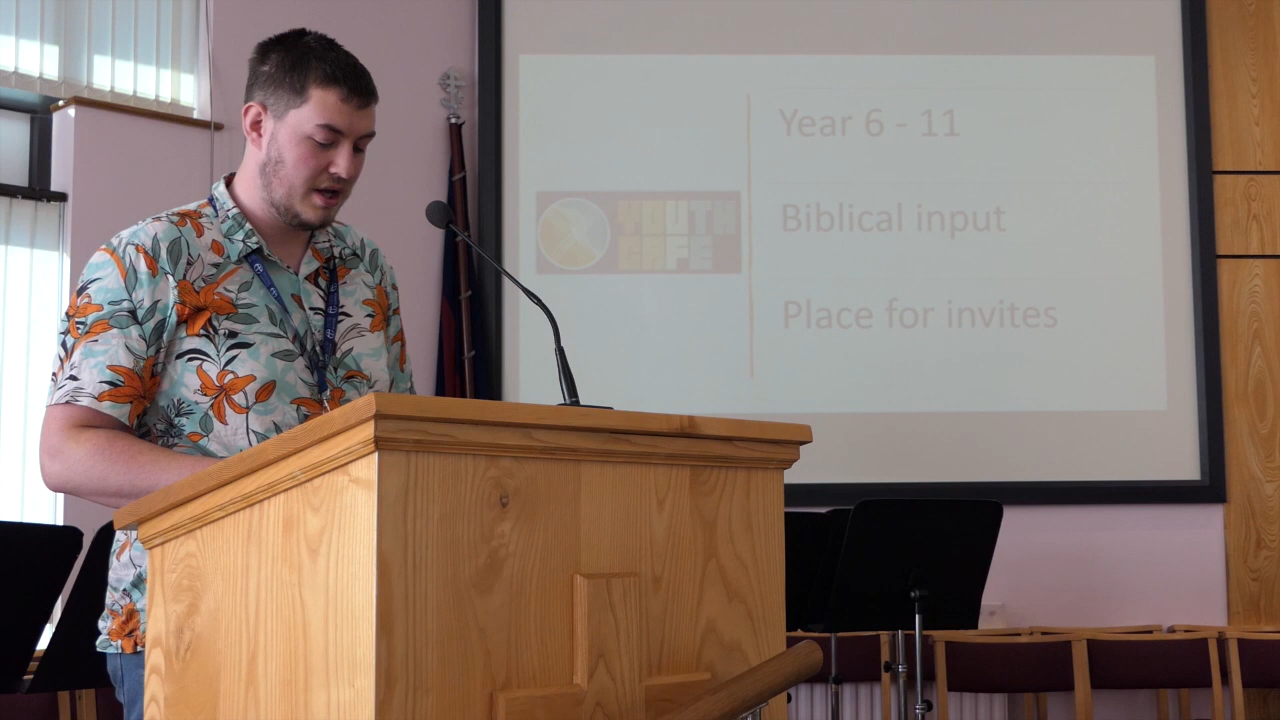 Year 6 - 11
YOUTH
CAFE
Biblical input
Place for invites